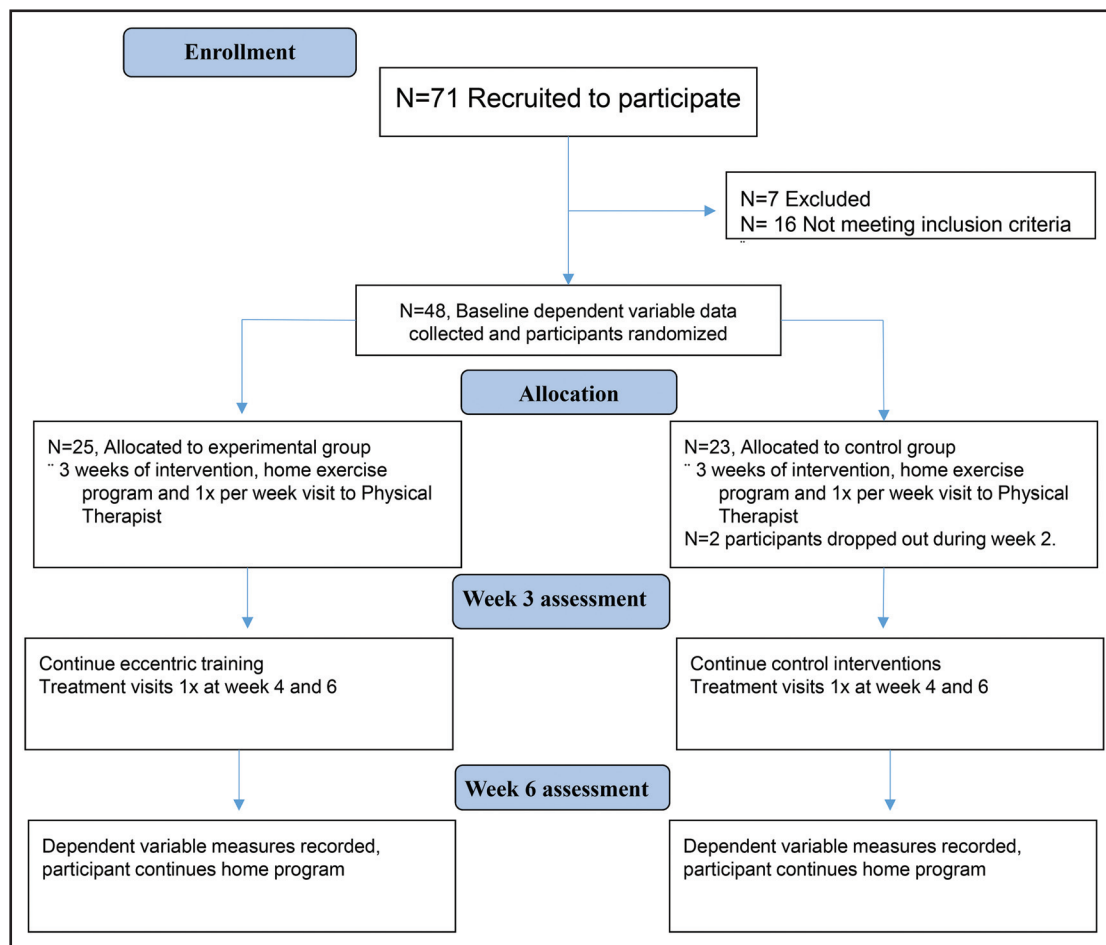 Enrollment
N=71 Recruited to participate
N=7 Excluded
N= 16 Not meeting inclusion criteria
¨
N=48, Baseline dependent variable data
collected and participants randomized
Allocation
N=25, Allocated to experimental group
¨ 3 weeks of intervention, home exercise
program and 1x per week visit to Physical
Therapist
N=23, Allocated to control group
¨ 3 weeks of intervention, home exercise
program and 1x per week visit to Physical
Therapist
N=2 participants dropped out during week 2.
Week 3 assessment
Continue eccentric training
Treatment visits 1x at week 4 and 6
Continue control interventions
Treatment visits 1x at week 4 and 6
Week 6 assessment
Dependent variable measures recorded,
participant continues home program
Dependent variable measures recorded,
participant continues home program